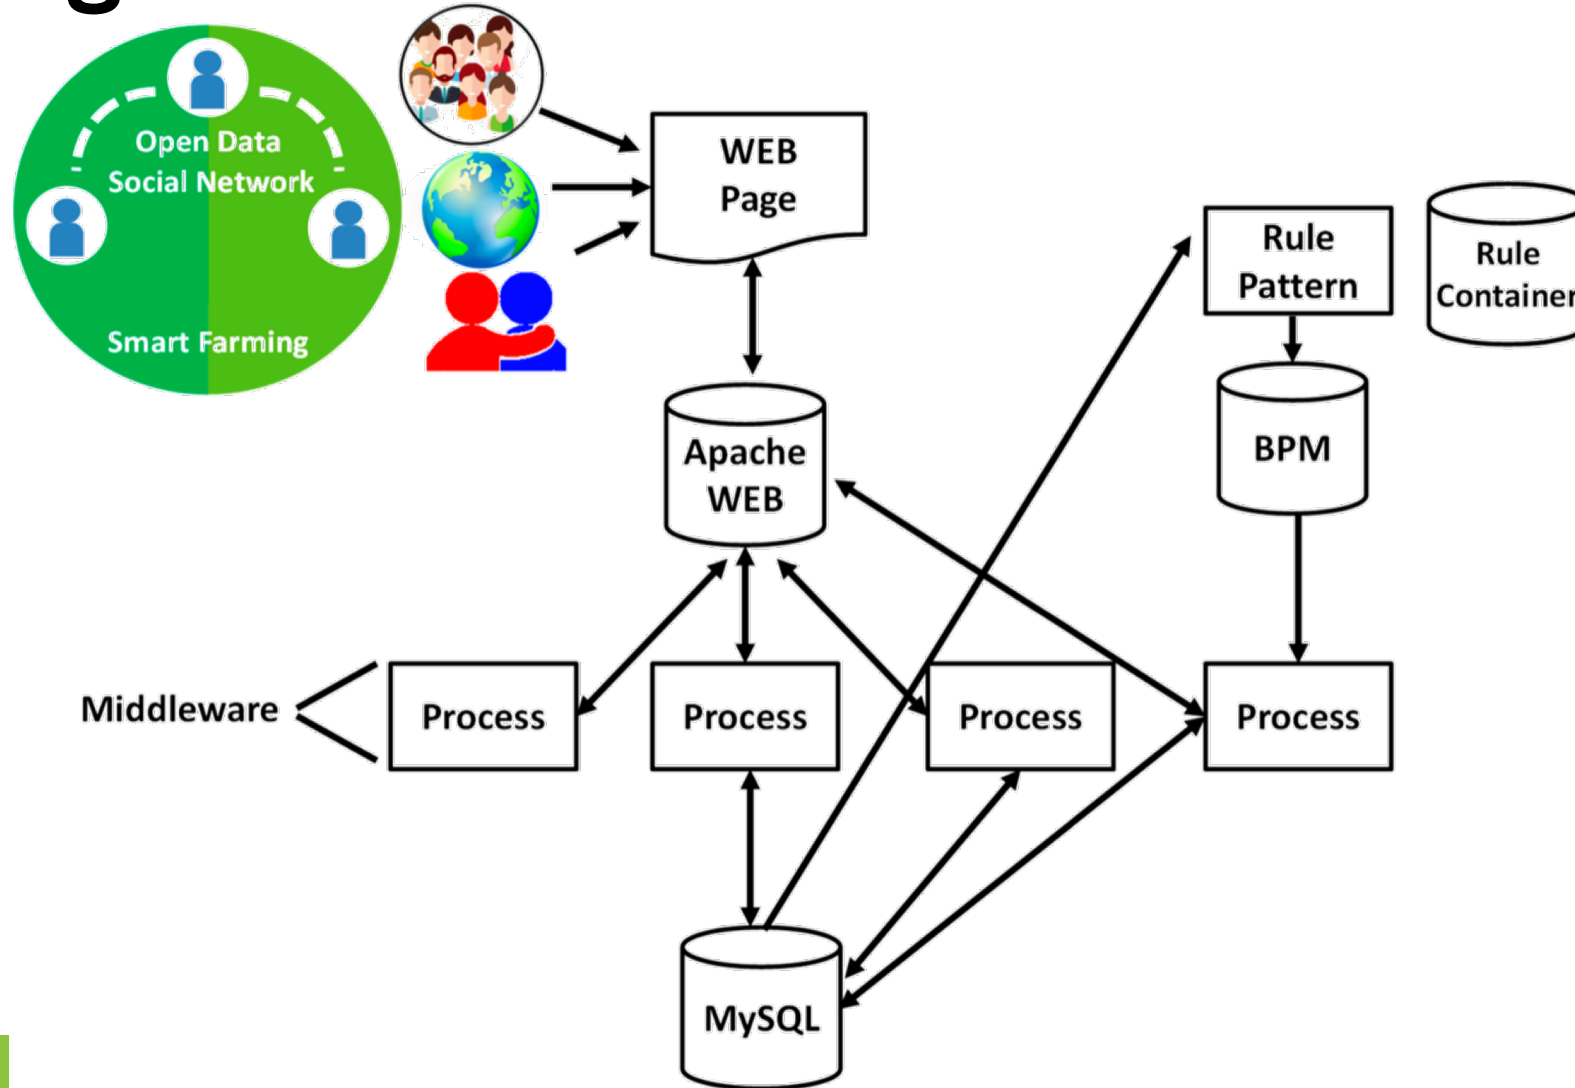 Open Data
Social Network
Smart Farming
WEB
Page
Rule
Pattern
Rule
Container
Apache
WEB
BPM
Middleware
Process
Process
Process
Process
MySQL